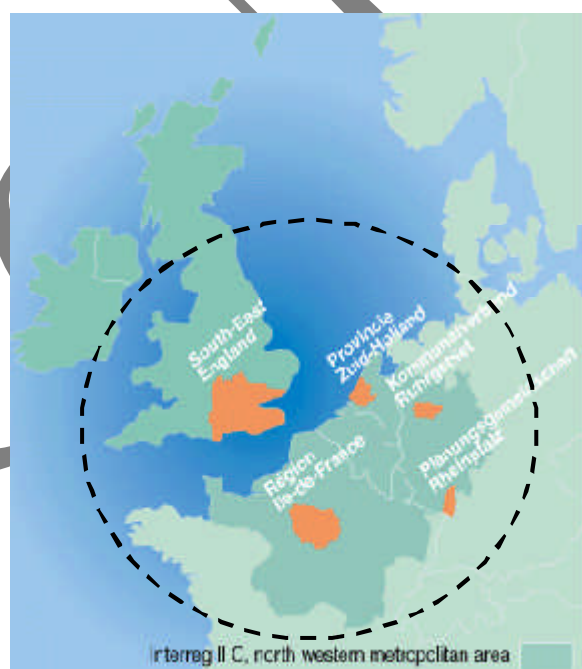 South-East
England
Provincie
Zuid-Holland
Kommunalverband
Ruhrgebiet
Planungsgemeinschaft
Rheinpfalz
Région
Ile-de-France
Interreg II C, north western metropolitan area